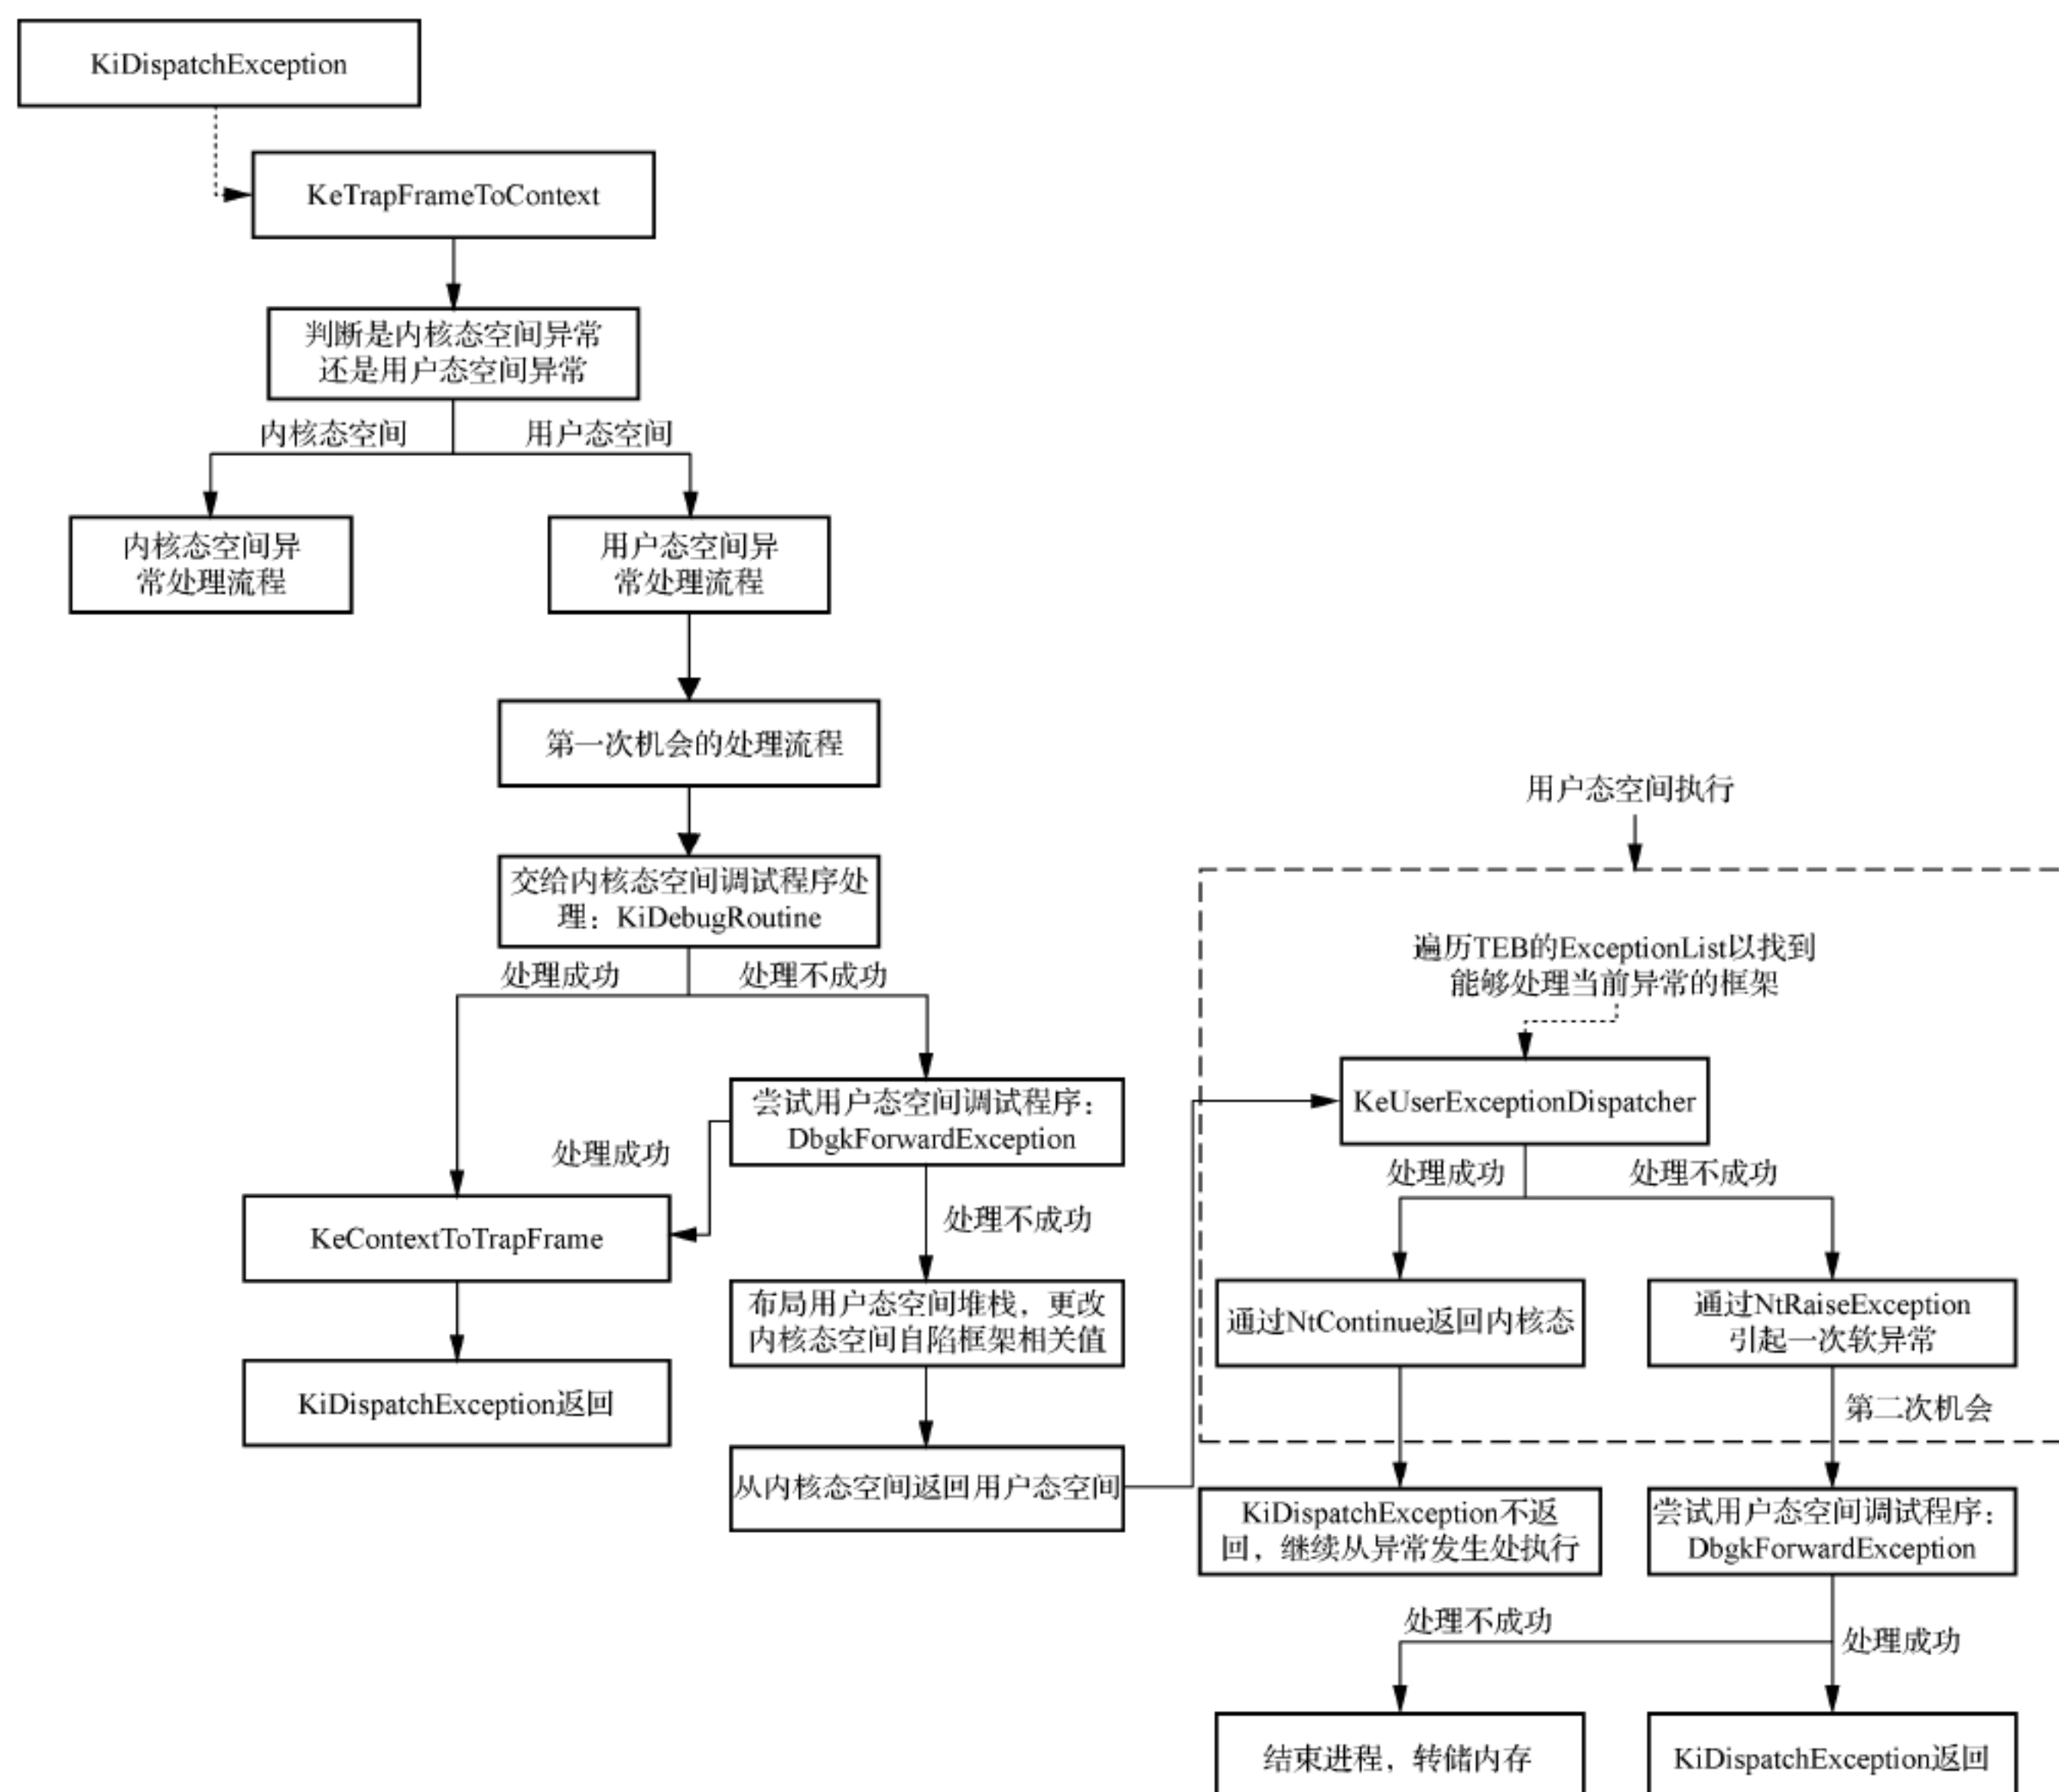 KiDispatchException
KeTrapFrameToContext
判断是内核态空间异常
还是用户态空间异常
内核态空间
用户态空间
内核态空间异
常处理流程
用户态空间异
常处理流程
第一次机会的处理流程
交给内核态空间调试程序处
理：KiDebugRoutine
处理成功
处理不成功
尝试用户态空间调试程序：
DbgkForwardException
处理成功
KeContextToTrapFrame
处理不成功
布局用户态空间堆栈，更改
内核态空间自陷框架相关值
KiDispatchException返回
从内核态空间返回用户态空间
用户态空间执行
遍历TEB的ExceptionList以找到
能够处理当前异常的框架
KeUserExceptionDispatcher
处理成功
处理不成功
通过NtContinue返回内核态
通过NtRaiseException
引起一次软异常
第二次机会
KiDispatchException不返
回，继续从异常发生处执行
尝试用户态空间调试程序：
DbgkForwardException
处理不成功
处理成功
结束进程，转储内存
KiDispatchException返回